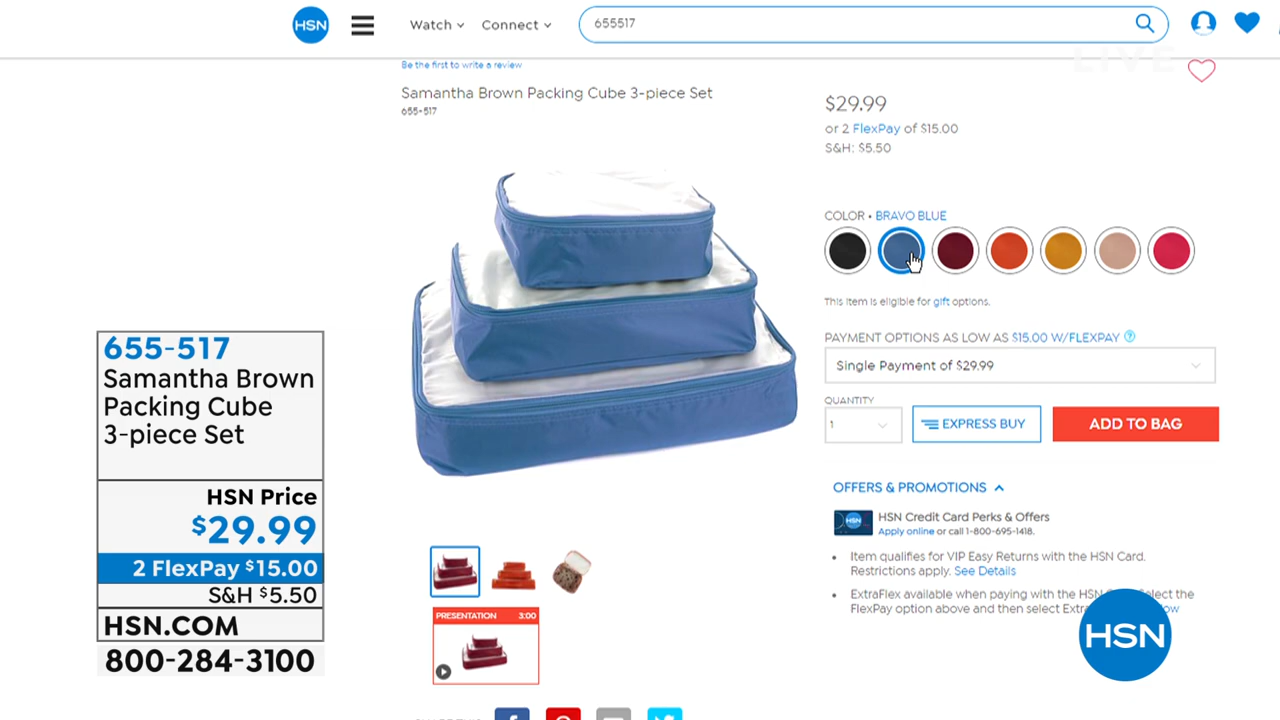 HSN
Watch
Connect
655517
LIVE
Be the first to write a review
Samantha Brown Packing Cube 3-piece Set
655-517
$29.99
or 2 FlexPay of $15.00
S&H: $5.50
COLOR • BRAVO BLUE
This item is eligible for gift options.
PAYMENT OPTIONS AS LOW AS $15.00 W/FLEXPAY ?
Single Payment of $29.99
QUANTITY
1
EXPRESS BUY
ADD TO BAG
OFFERS & PROMOTIONS
HSN
HSN Credit Card Perks & Offers
Apply online or call 1-800-695-1418.
• Item qualifies for VIP Easy Returns with the HSN Card.
Restrictions apply. See Details
• ExtraFlex available when paying with the HSN Select the
FlexPay option above and then select
PRESENTATION 3:00
655-517
Samantha Brown
Packing Cube
3-piece Set
HSN Price
$29.99
2 FlexPay $15.00
S&H $5.50
HSN.COM
800-284-3100
HSN